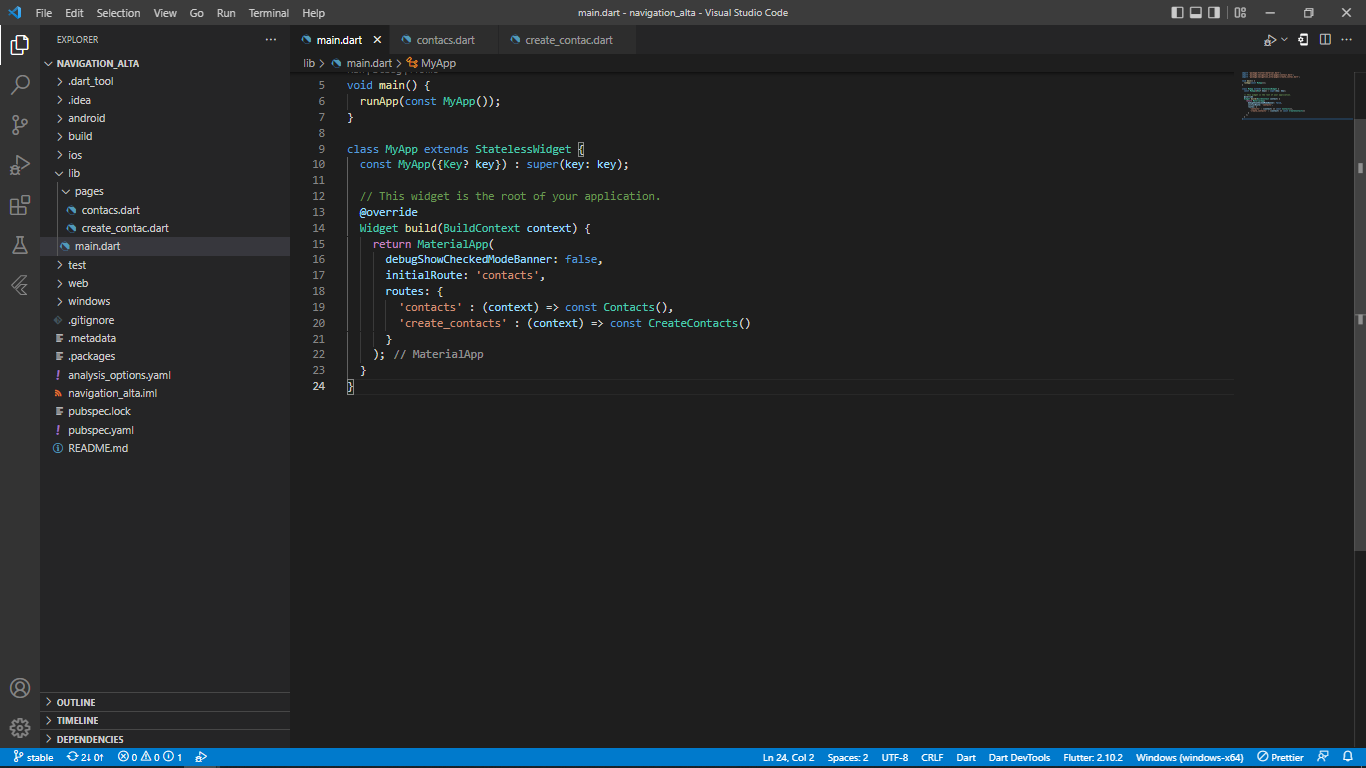 File Edit Selection View Go Run Terminal Help
main.dart - navigation_alta - Visual Studio Code
EXPLORER
main.dart
contacs.dart
create_contac.dart
NAVIGATION_ALTA
.dart_tool
.idea
android
build
ios
lib
pages
contacs.dart
create_contac.dart
main.dart
test
web
windows
.gitignore
.metadata
.packages
! analysis_options.yaml
navigation_alta.iml
pubspec.lock
! pubspec.yaml
README.md
OUTLINE
TIMELINE
DEPENDENCIES
lib > main.dart > MyApp
5 void main() {
6 runApp(const MyApp());
7 }
8
9 class MyApp extends StatelessWidget {
10 const MyApp({Key? key}) : super(key: key);
11
12 // This widget is the root of your application.
13 @override
14 Widget build(BuildContext context) {
15 return MaterialApp(
16 debugShowCheckedModeBanner: false,
17 initialRoute: 'contacts',
18 routes: {
19 'contacts' : (context) => const Contacts(),
20 'create_contacts' : (context) => const CreateContacts()
21 }
22 ); // MaterialApp
23 }
24 }
stable 2↓ 0↑ 0 0 1 Ln 24, Col 2 Spaces: 2 UTF-8 CRLF Dart Dart DevTools Flutter: 2.10.2 Windows (windows-x64) Prettier